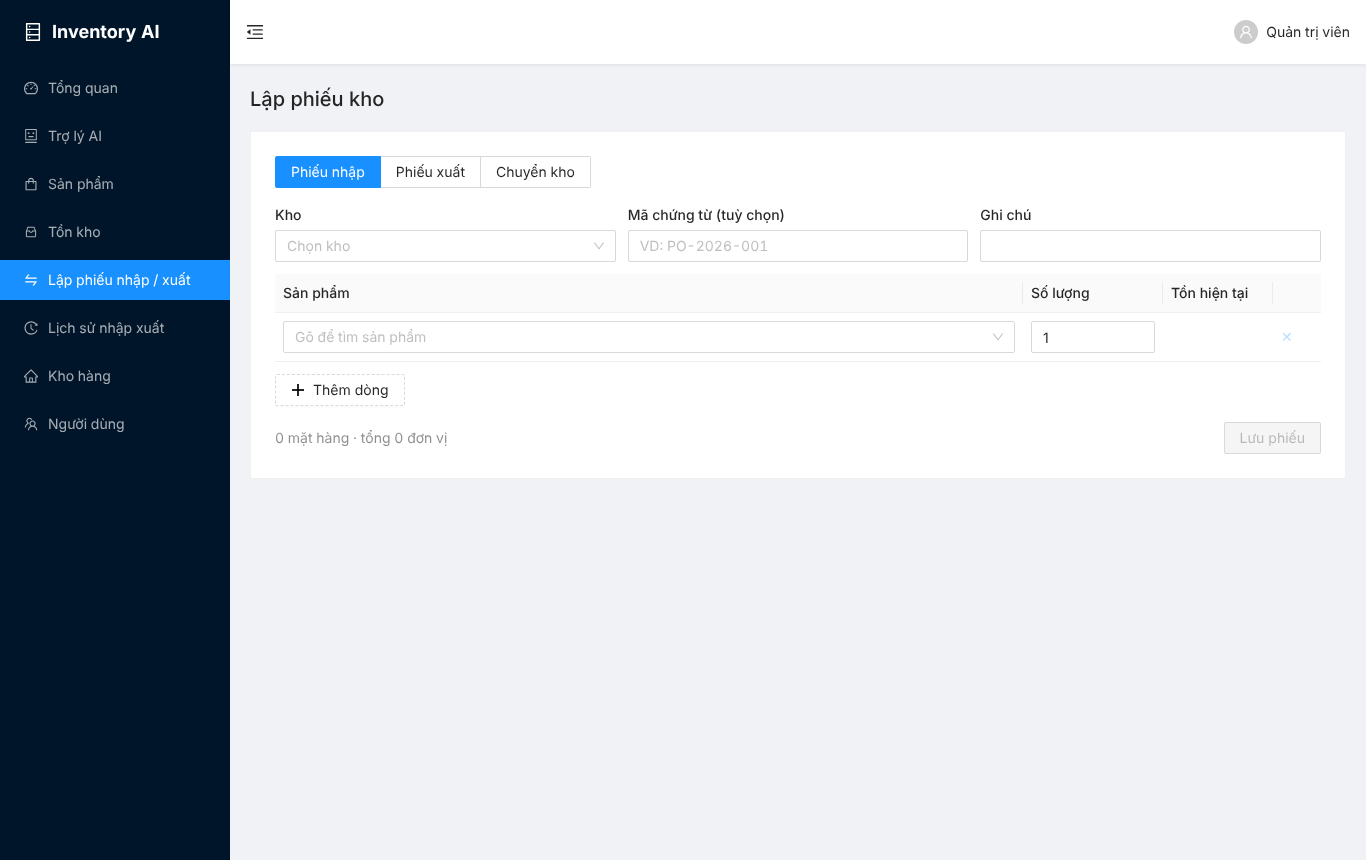 Inventory AI
Quản trị viên
Tổng quan
Trợ lý AI
Sản phẩm
Tồn kho
Lập phiếu nhập / xuất
Lịch sử nhập xuất
Kho hàng
Người dùng
Lập phiếu kho
Phiếu nhập Phiếu xuất Chuyển kho
Kho Mã chứng từ (tuỳ chọn) Ghi chú
Chọn kho VD: PO-2026-001
Sản phẩm Số lượng Tồn hiện tại
Gõ để tìm sản phẩm 1
Thêm dòng
0 mặt hàng · tổng 0 đơn vị Lưu phiếu